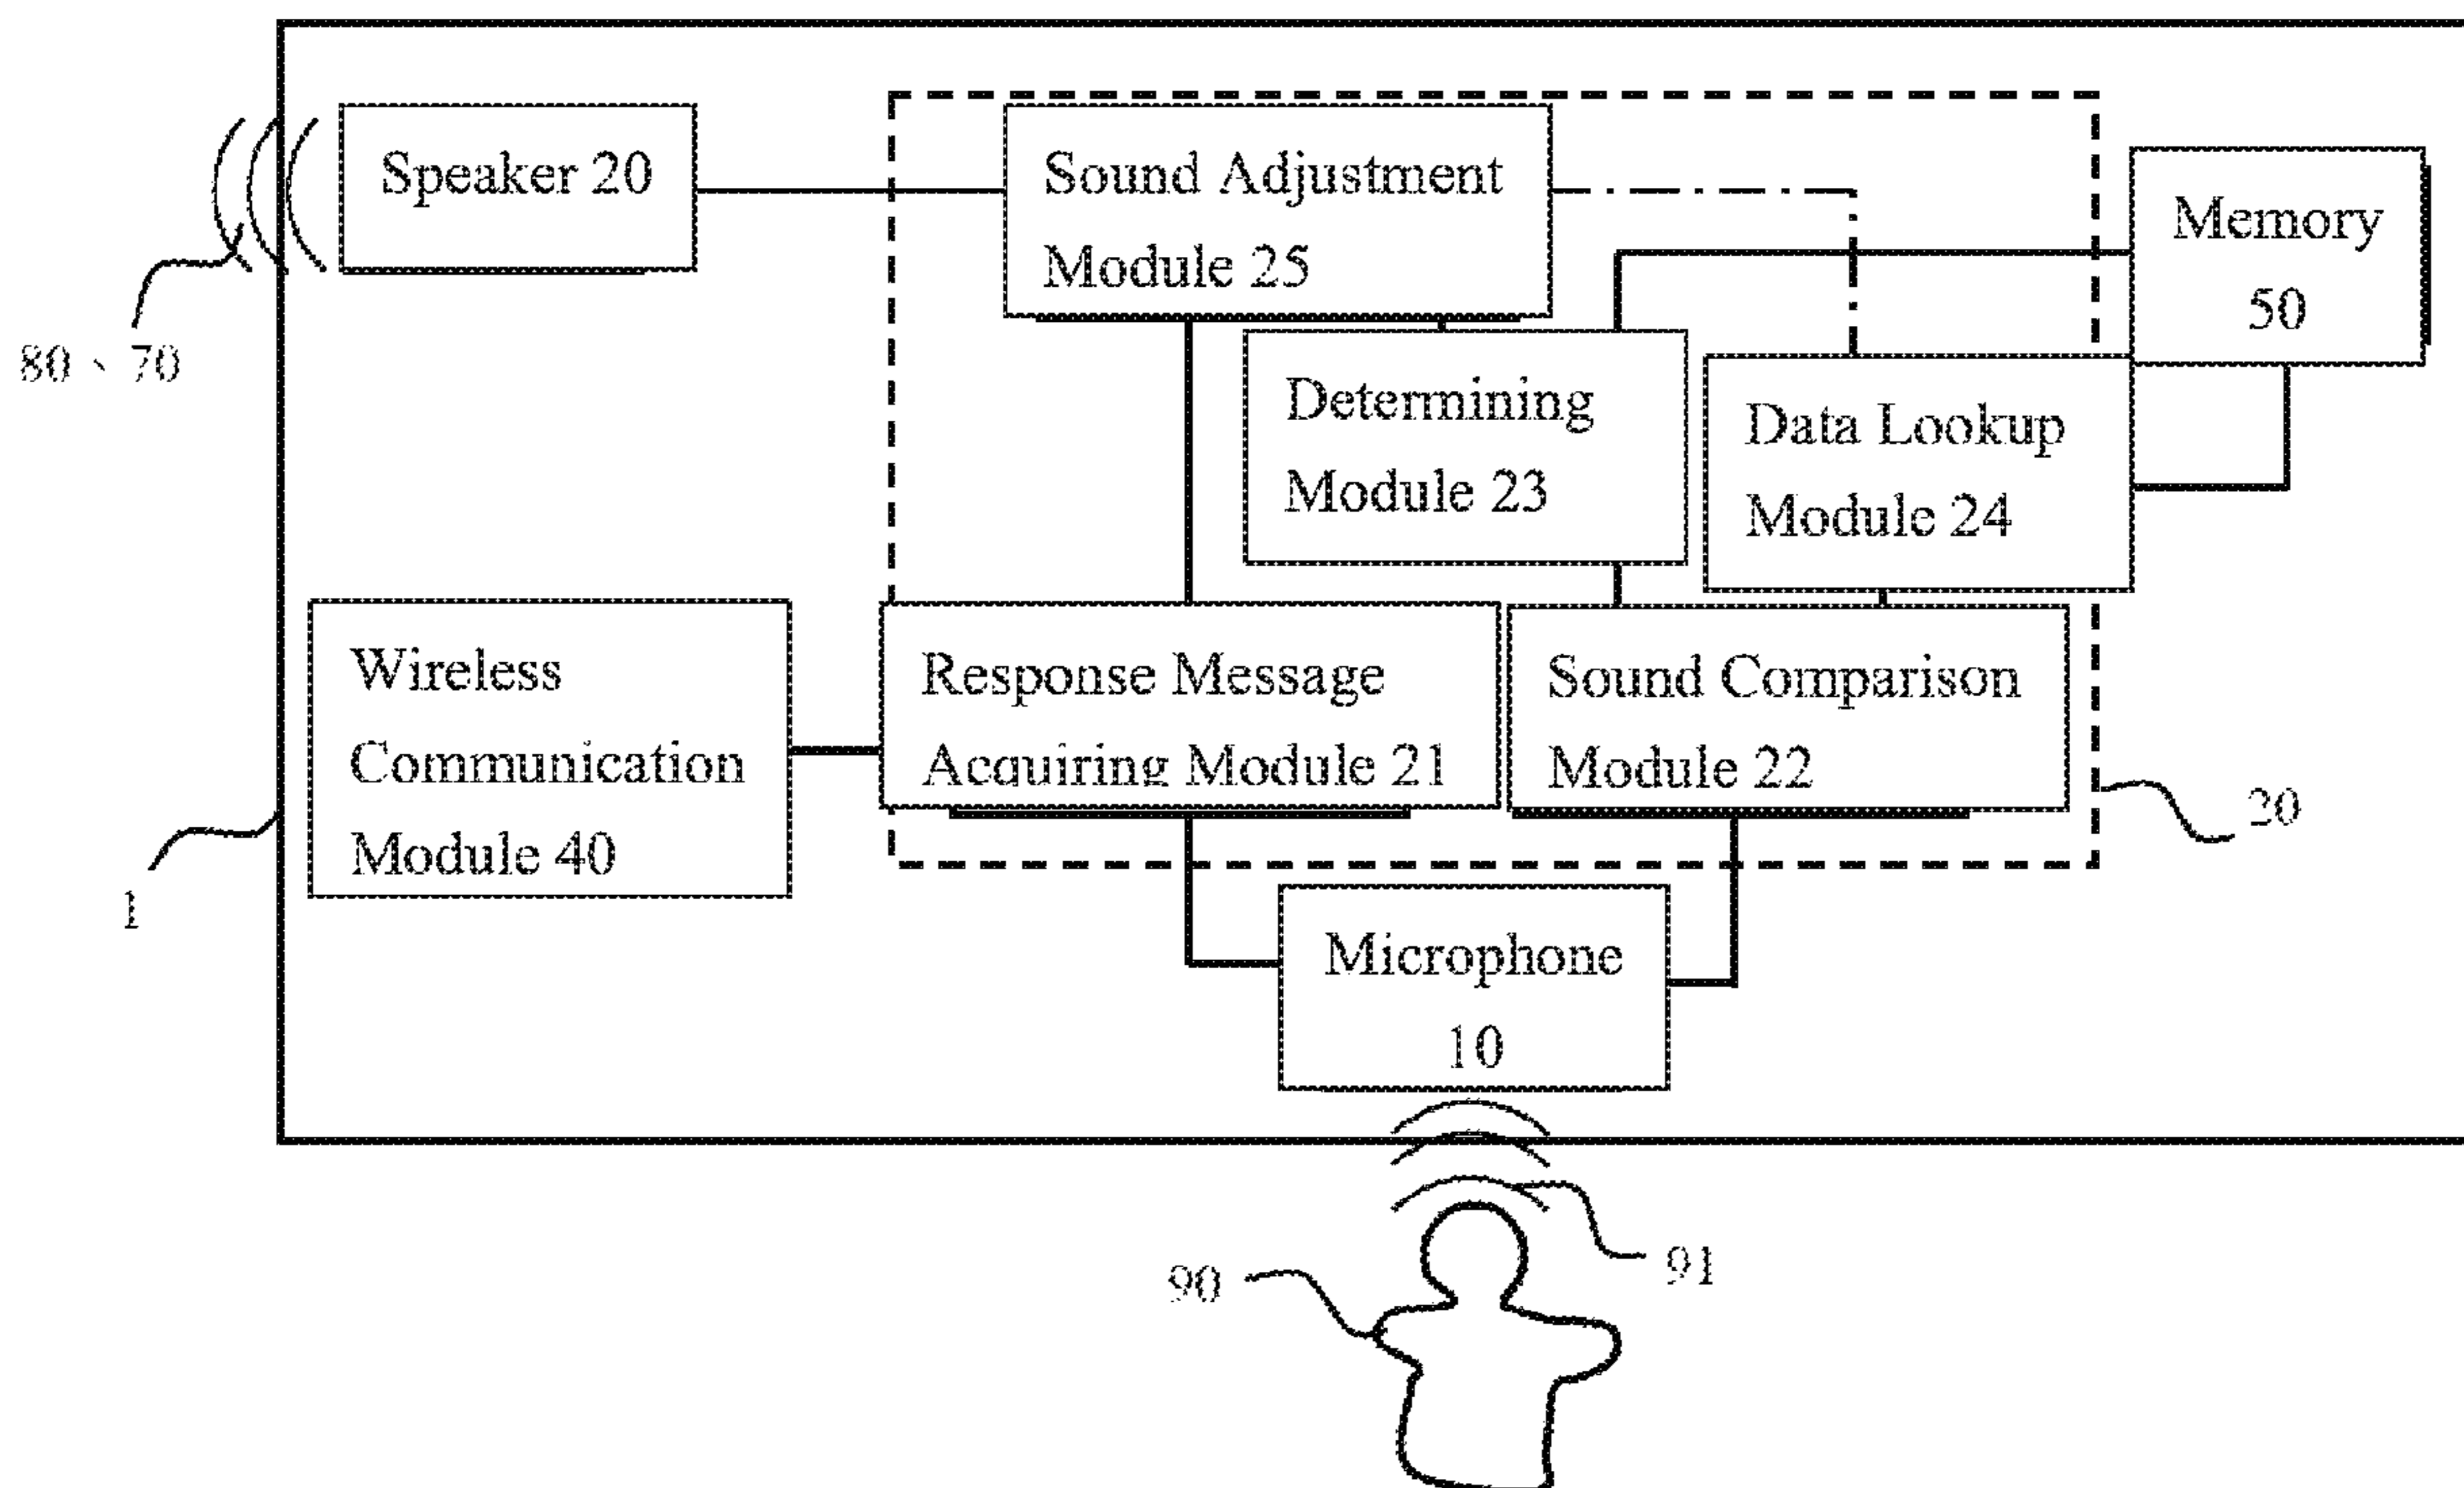 Speaker 20
Sound Adjustment
Module 25
Memory
50
80、70
Determining
Module 23
Data Lookup
Module 24
Wireless
Communication
Module 40
Response Message
Acquiring Module 21
Sound Comparison
Module 22
1
Microphone
10
90
91